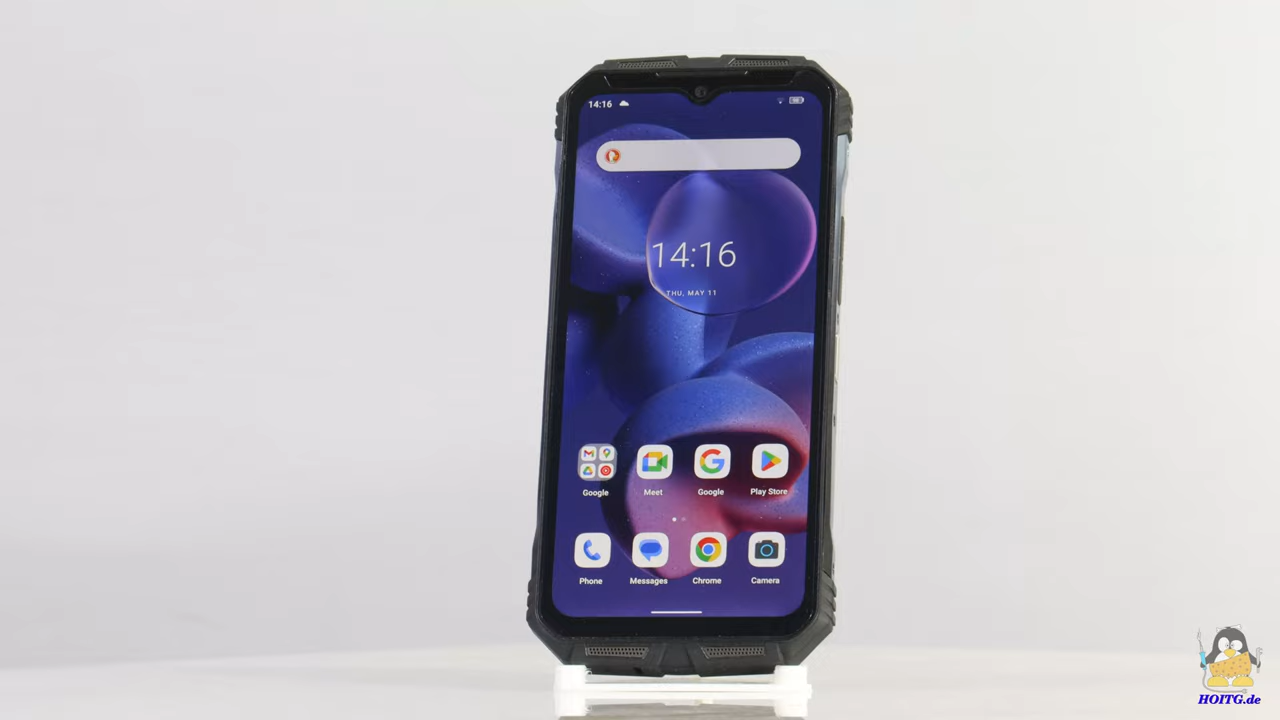 14:16
14:16
THU, MAY 11
Google
Meet
Google
Play Store
Phone
Messages
Chrome
Camera
HOITG.de